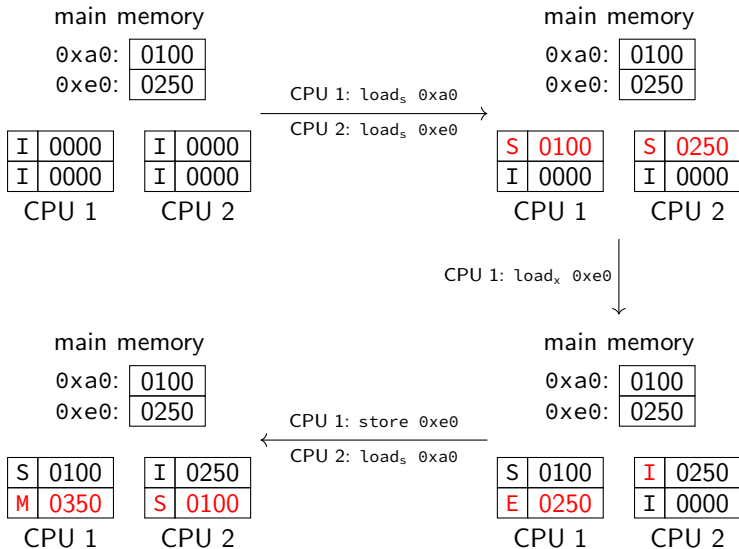 main memory
0xa0: 0100
0xe0: 0250
I 0000 I 0000
I 0000 I 0000
CPU 1 CPU 2
CPU 1: loadₛ 0xa0
CPU 2: loadₛ 0xe0
main memory
0xa0: 0100
0xe0: 0250
S 0100 S 0250
I 0000 I 0000
CPU 1 CPU 2
CPU 1: loadₓ 0xe0
main memory
0xa0: 0100
0xe0: 0250
S 0100 I 0250
E 0250 I 0000
CPU 1 CPU 2
CPU 1: store 0xe0
CPU 2: loadₛ 0xa0
main memory
0xa0: 0100
0xe0: 0250
S 0100 I 0250
M 0350 S 0100
CPU 1 CPU 2